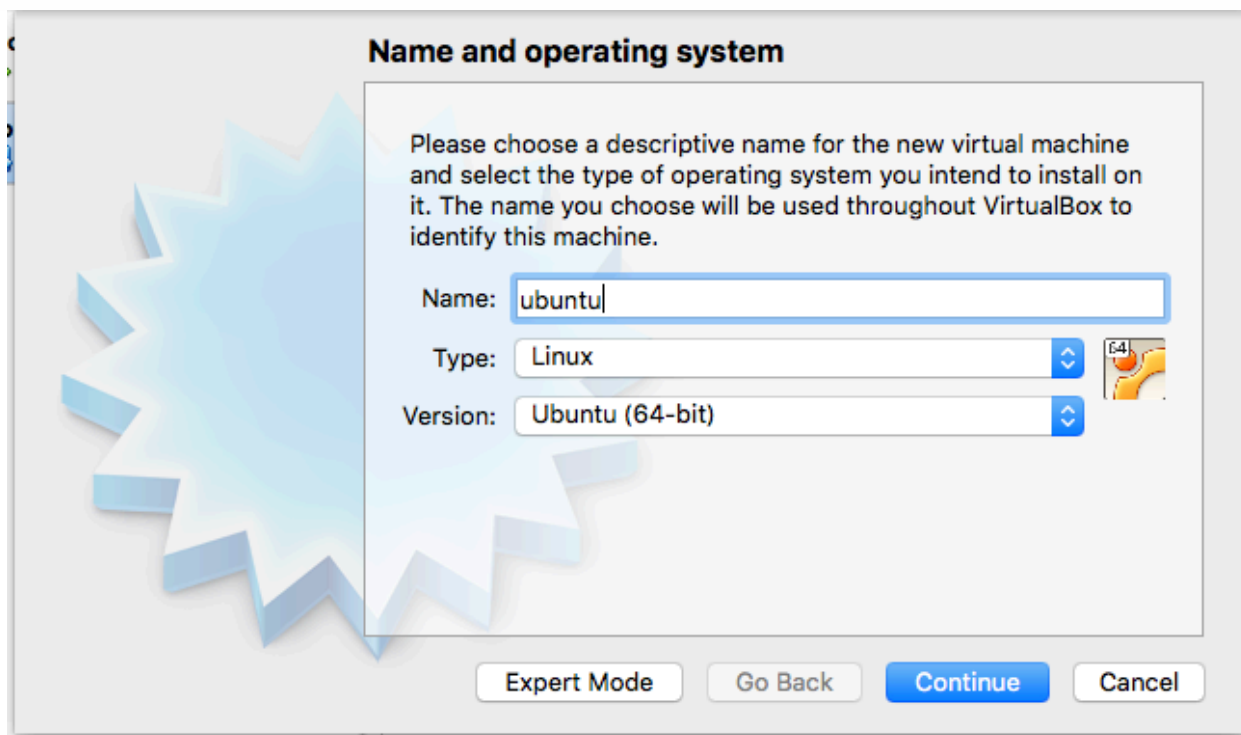 Name and operating system
Please choose a descriptive name for the new virtual machine
and select the type of operating system you intend to install on
it. The name you choose will be used throughout VirtualBox to
identify this machine.
Name: ubuntu
Type: Linux
64
Version: Ubuntu (64-bit)
Expert Mode Go Back Continue Cancel